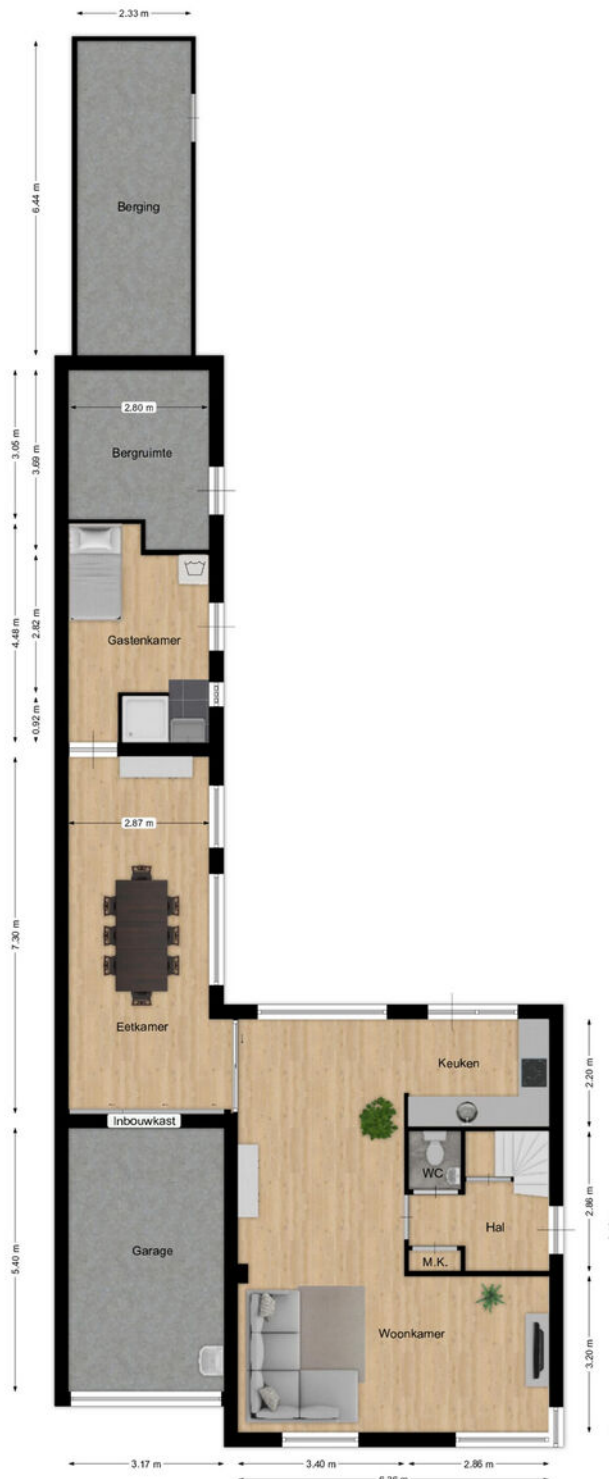 2.33 m
6.44 m
Berging
3.05 m
3.69 m
2.80 m
Bergruimte
4.48 m
2.82 m
Gastenkamer
0.92 m
7.30 m
2.87 m
Eetkamer
Keuken
2.20 m
Inbouwkast
WC
2.86 m
Hal
5.40 m
Garage
M.K.
Woonkamer
3.20 m
3.17 m
3.40 m
2.86 m